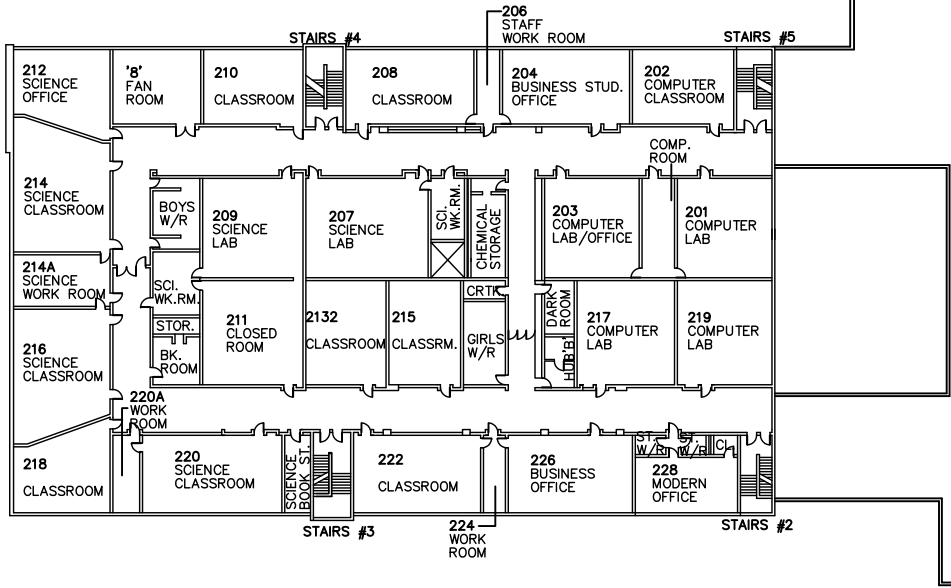 206
STAFF
WORK ROOM
STAIRS #4
STAIRS #5
212
SCIENCE
OFFICE
'8'
FAN
ROOM
210
CLASSROOM
208
CLASSROOM
204
BUSINESS STUD.
OFFICE
202
COMPUTER
CLASSROOM
COMP.
ROOM
214
SCIENCE
CLASSROOM
BOYS
W/R
209
SCIENCE
LAB
207
SCIENCE
LAB
SCI.
WK.RM.
CHEMICAL
STORAGE
203
COMPUTER
LAB/OFFICE
201
COMPUTER
LAB
214A
SCIENCE
WORK ROOM
SCI.
WK.RM.
STOR.
BK.
ROOM
211
CLOSED
ROOM
2132
CLASSROOM
215
CLASSRM.
CRTK
GIRLS
W/R
DARK
ROOM
HUB'B'
217
COMPUTER
LAB
219
COMPUTER
LAB
216
SCIENCE
CLASSROOM
220A
WORK
ROOM
218
CLASSROOM
220
SCIENCE
CLASSROOM
SCIENCE
BOOK ST.
222
CLASSROOM
226
BUSINESS
OFFICE
ST.
W/R
ST.
W/R
CL.
228
MODERN
OFFICE
STAIRS #3
224
WORK
ROOM
STAIRS #2